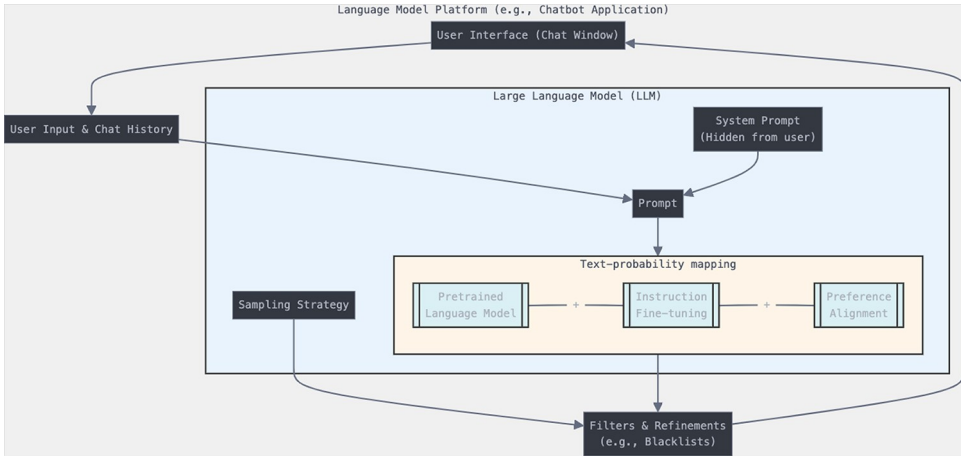 Language Model Platform (e.g., Chatbot Application)
User Interface (Chat Window)
Large Language Model (LLM)
User Input & Chat History
System Prompt
(Hidden from user)
Prompt
Text-probability mapping
Sampling Strategy
Pretrained
Language Model
+
Instruction
Fine-tuning
+
Preference
Alignment
Filters & Refinements
(e.g., Blacklists)